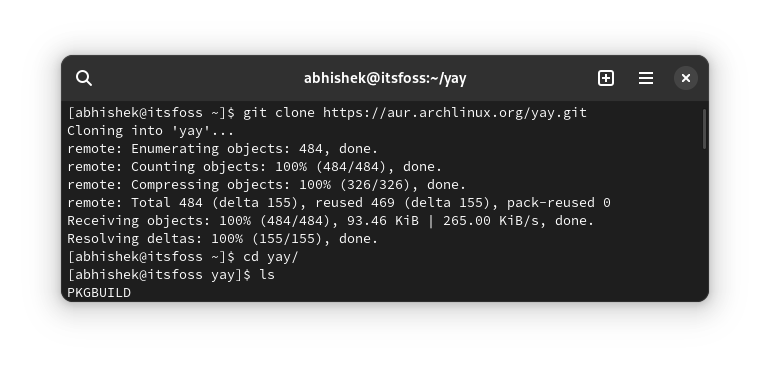 abhishek@itsfoss:~/yay
[abhishek@itsfoss ~]$ git clone https://aur.archlinux.org/yay.git
Cloning into 'yay'...
remote: Enumerating objects: 484, done.
remote: Counting objects: 100% (484/484), done.
remote: Compressing objects: 100% (326/326), done.
remote: Total 484 (delta 155), reused 469 (delta 155), pack-reused 0
Receiving objects: 100% (484/484), 93.46 KiB | 265.00 KiB/s, done.
Resolving deltas: 100% (155/155), done.
[abhishek@itsfoss ~]$ cd yay/
[abhishek@itsfoss yay]$ ls
PKGBUILD